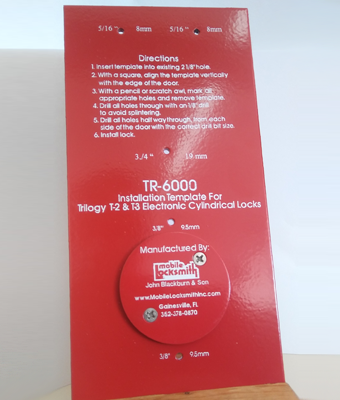 5/16 " 8mm 5/16 " 8mm
Directions
1. Insert template into existing 2 1/8" hole.
2. With a square, align the template vertically
with the edge of the door.
3. With a pencil or scratch awl, mark all
appropriate holes and remove template.
4. Drill all holes through with an 1/8" drill
to avoid splintering.
5. Drill all holes half way through, from each
side of the door with the correct drill bit size.
6. Install lock.
3./4 " 19 mm
TR-6000
Installation Template For
Trilogy T-2 & T-3 Electronic Cylindrical Locks
3/8" 9.5mm
Manufactured By:
mobile
Locksmith
John Blackburn & Son
www.MobileLocksmithinc.com
Gainesville, Fl.
352-378-0870
3/8" 9.5mm